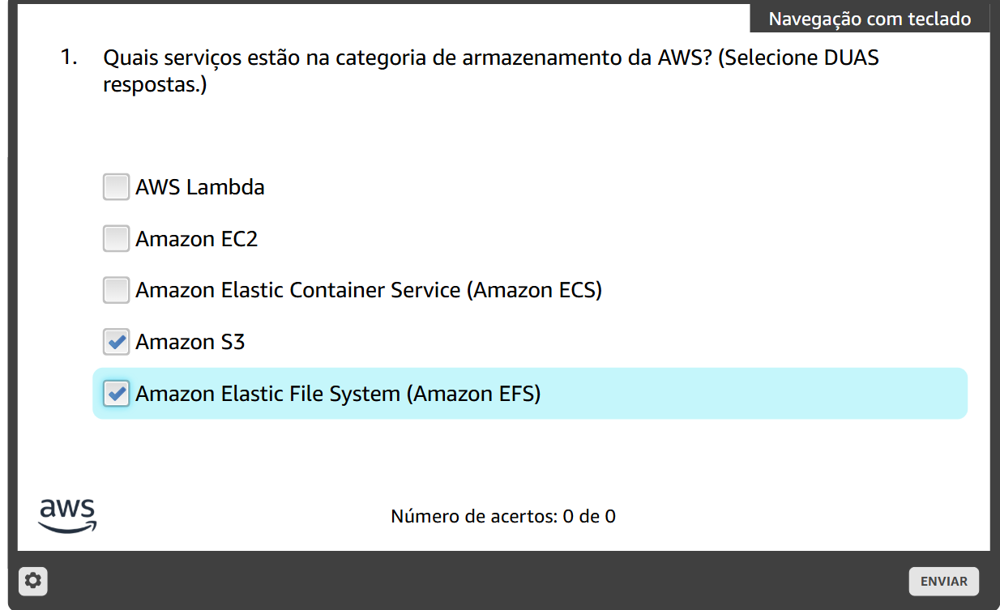 Navegação com teclado
1. Quais serviços estão na categoria de armazenamento da AWS? (Selecione DUAS
respostas.)
AWS Lambda
Amazon EC2
Amazon Elastic Container Service (Amazon ECS)
Amazon S3
Amazon Elastic File System (Amazon EFS)
aws
Número de acertos: 0 de 0
ENVIAR